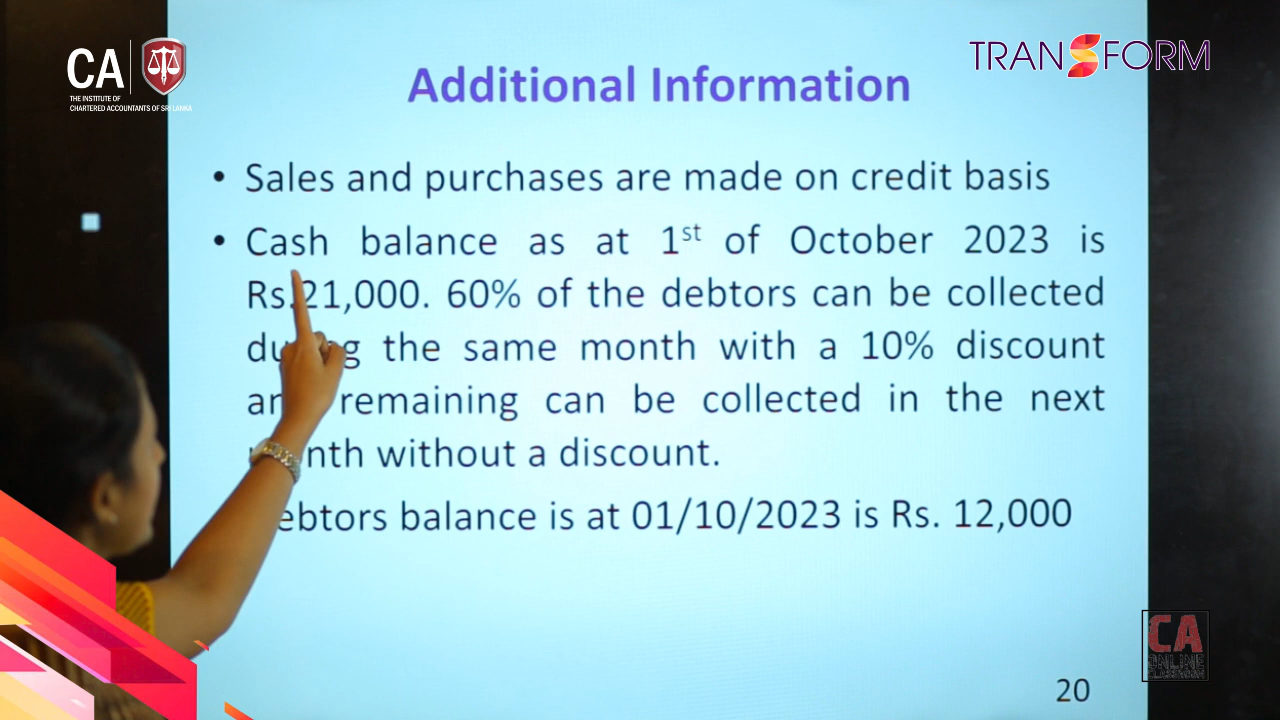 CA
THE INSTITUTE OF
CHARTERED ACCOUNTANTS OF SRI LANKA
TRANSFORM
Additional Information
• Sales and purchases are made on credit basis
• Cash balance as at 1st of October 2023 is
Rs.21,000. 60% of the debtors can be collected
the same month with a 10% discount
remaining can be collected in the next
without a discount.
balance is at 01/10/2023 is Rs. 12,000
CA
ONLINE
CLASSROOM
20